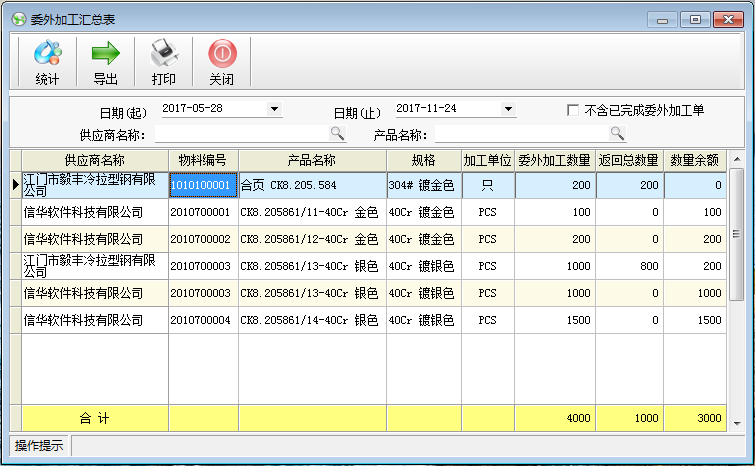 委外加工汇总表
统计 导出 打印 关闭
日期(起) 2017-05-28 日期(止) 2017-11-24 不含已完成委外加工单
供应商名称: 产品名称:
供应商名称 物料编号 产品名称 规格 加工单位 委外加工数量 返回总数量 数量余额
江门市毅丰冷拉型钢有限公司 1010100001 合页 CK8.205.584 304# 镀金色 只 200 200 0
信华软件科技有限公司 2010700001 CK8.205861/11-40Cr 金色 40Cr 镀金色 PCS 100 0 100
信华软件科技有限公司 2010700002 CK8.205861/12-40Cr 金色 40Cr 镀金色 PCS 200 0 200
江门市毅丰冷拉型钢有限公司 2010700003 CK8.205861/13-40Cr 银色 40Cr 镀银色 PCS 1000 800 200
信华软件科技有限公司 2010700003 CK8.205861/13-40Cr 银色 40Cr 镀银色 PCS 1000 0 1000
信华软件科技有限公司 2010700004 CK8.205861/14-40Cr 银色 40Cr 镀银色 PCS 1500 0 1500
合 计 4000 1000 3000
操作提示